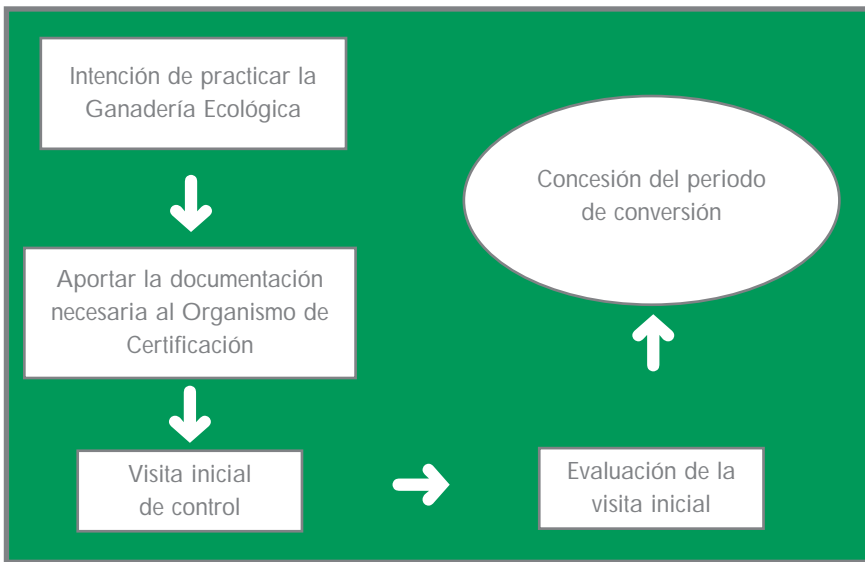 Intención de practicar la
Ganadería Ecológica
Aportar la documentación
necesaria al Organismo de
Certificación
Visita inicial
de control
Evaluación de la
visita inicial
Concesión del periodo
de conversión